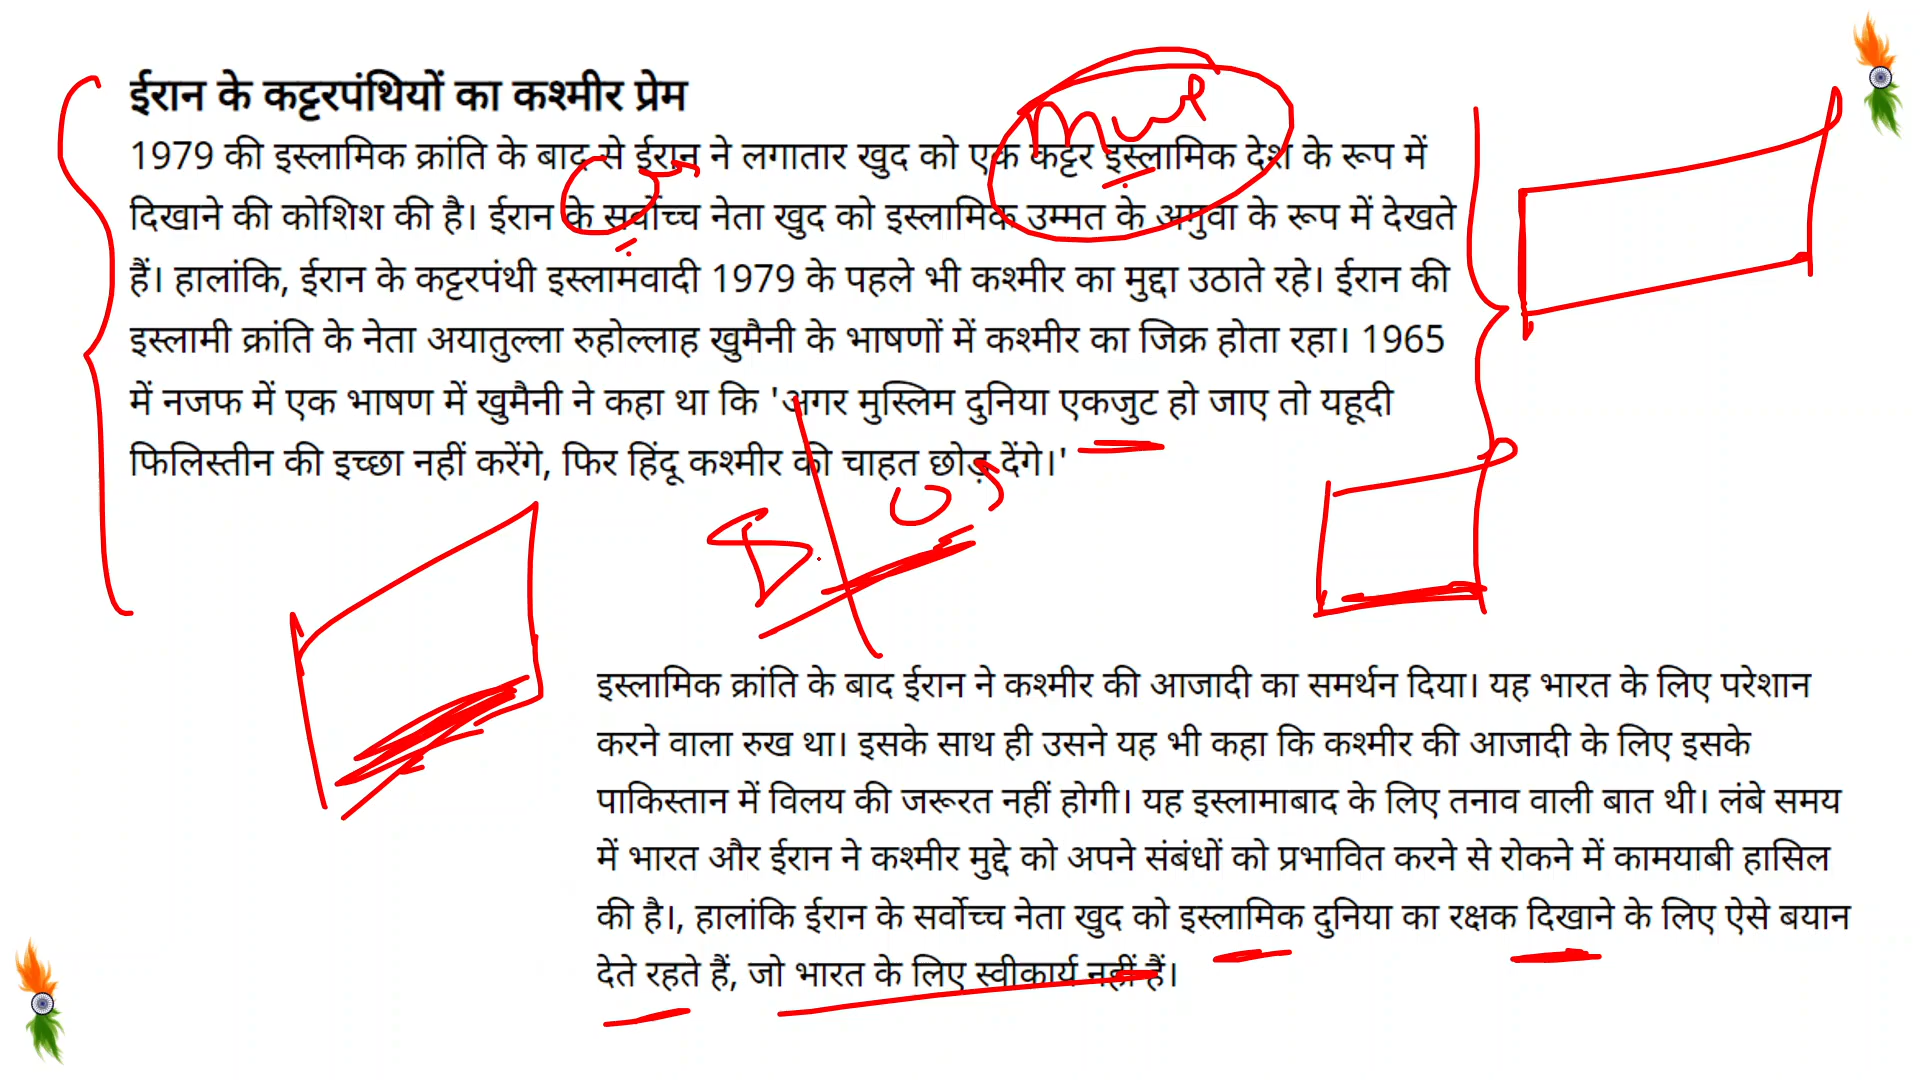 ईरान के कट्टरपंथियों का कश्मीर प्रेम
1979 की इस्लामिक क्रांति के बाद से ईरान ने लगातार खुद को एक कट्टर इस्लामिक देश के रूप में
दिखाने की कोशिश की है। ईरान के सर्वोच्च नेता खुद को इस्लामिक उम्मत के अगुवा के रूप में देखते
हैं। हालांकि, ईरान के कट्टरपंथी इस्लामवादी 1979 के पहले भी कश्मीर का मुद्दा उठाते रहे। ईरान की
इस्लामी क्रांति के नेता अयातुल्ला रुहोल्लाह खुमैनी के भाषणों में कश्मीर का जिक्र होता रहा। 1965
में नजफ में एक भाषण में खुमैनी ने कहा था कि 'अगर मुस्लिम दुनिया एकजुट हो जाए तो यहूदी
फिलिस्तीन की इच्छा नहीं करेंगे, फिर हिंदू कश्मीर की चाहत छोड़ देंगे।'
इस्लामिक क्रांति के बाद ईरान ने कश्मीर की आजादी का समर्थन दिया। यह भारत के लिए परेशान
करने वाला रुख था। इसके साथ ही उसने यह भी कहा कि कश्मीर की आजादी के लिए इसके
पाकिस्तान में विलय की जरूरत नहीं होगी। यह इस्लामाबाद के लिए तनाव वाली बात थी। लंबे समय
में भारत और ईरान ने कश्मीर मुद्दे को अपने संबंधों को प्रभावित करने से रोकने में कामयाबी हासिल
की है।, हालांकि ईरान के सर्वोच्च नेता खुद को इस्लामिक दुनिया का रक्षक दिखाने के लिए ऐसे बयान
देते रहते हैं, जो भारत के लिए स्वीकार्य नहीं हैं।